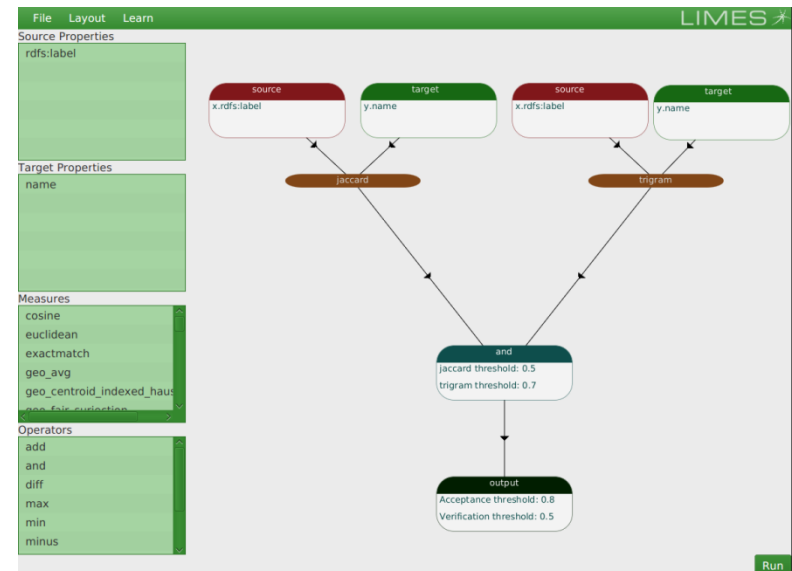 File Layout Learn
LIMES
Source Properties
rdfs:label
Target Properties
name
Measures
cosine
euclidean
exactmatch
geo_avg
geo_centroid_indexed_haus
Operators
add
and
diff
max
min
minus
source
x.rdfs:label
target
y.name
source
x.rdfs:label
target
y.name
jaccard
trigram
and
jaccard threshold: 0.5
trigram threshold: 0.7
output
Acceptance threshold: 0.8
Verification threshold: 0.5
Run